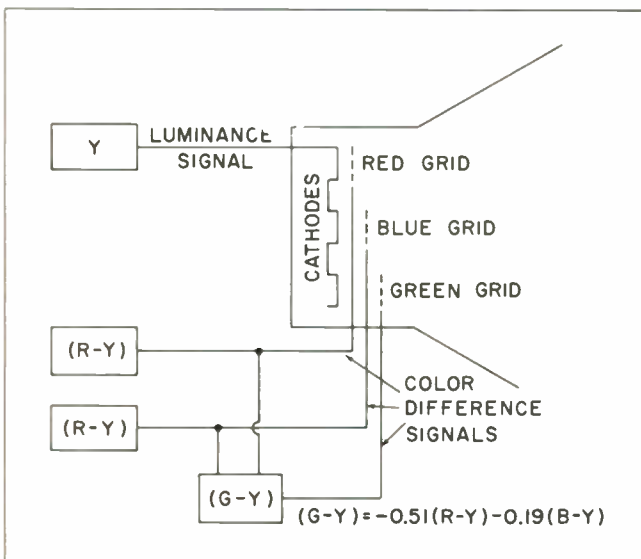 Y
LUMINANCE
SIGNAL
CATHODES
RED GRID
BLUE GRID
GREEN GRID
(R-Y)
COLOR
DIFFERENCE
SIGNALS
(R-Y)
(G-Y)
(G-Y)=-0.51(R-Y)-0.19(B-Y)